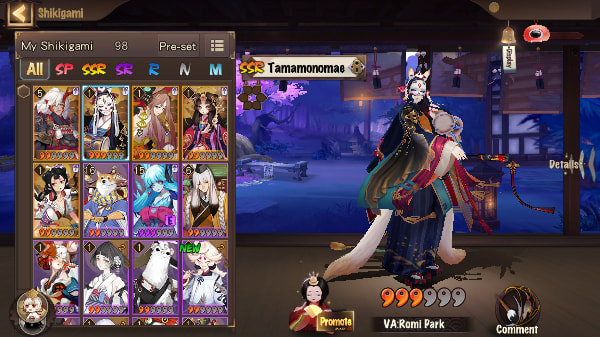 Shikigami
My Shikigami 98 Pre-set
All SP SSR SR R N M
SSR Tamamonomae
Display
Details
NEW
Promote
VA:Romi Park
Comment